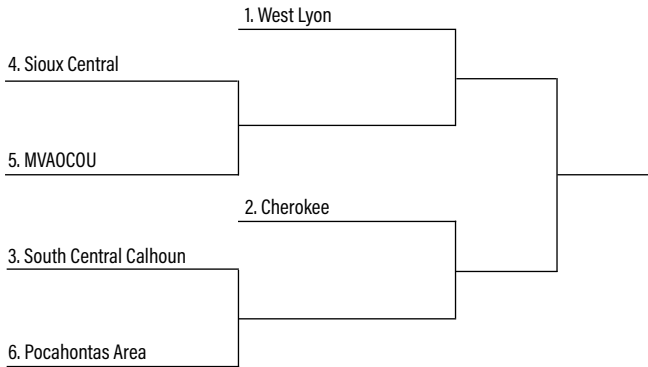 1. West Lyon
4. Sioux Central
5. MVAOCOU
2. Cherokee
3. South Central Calhoun
6. Pocahontas Area